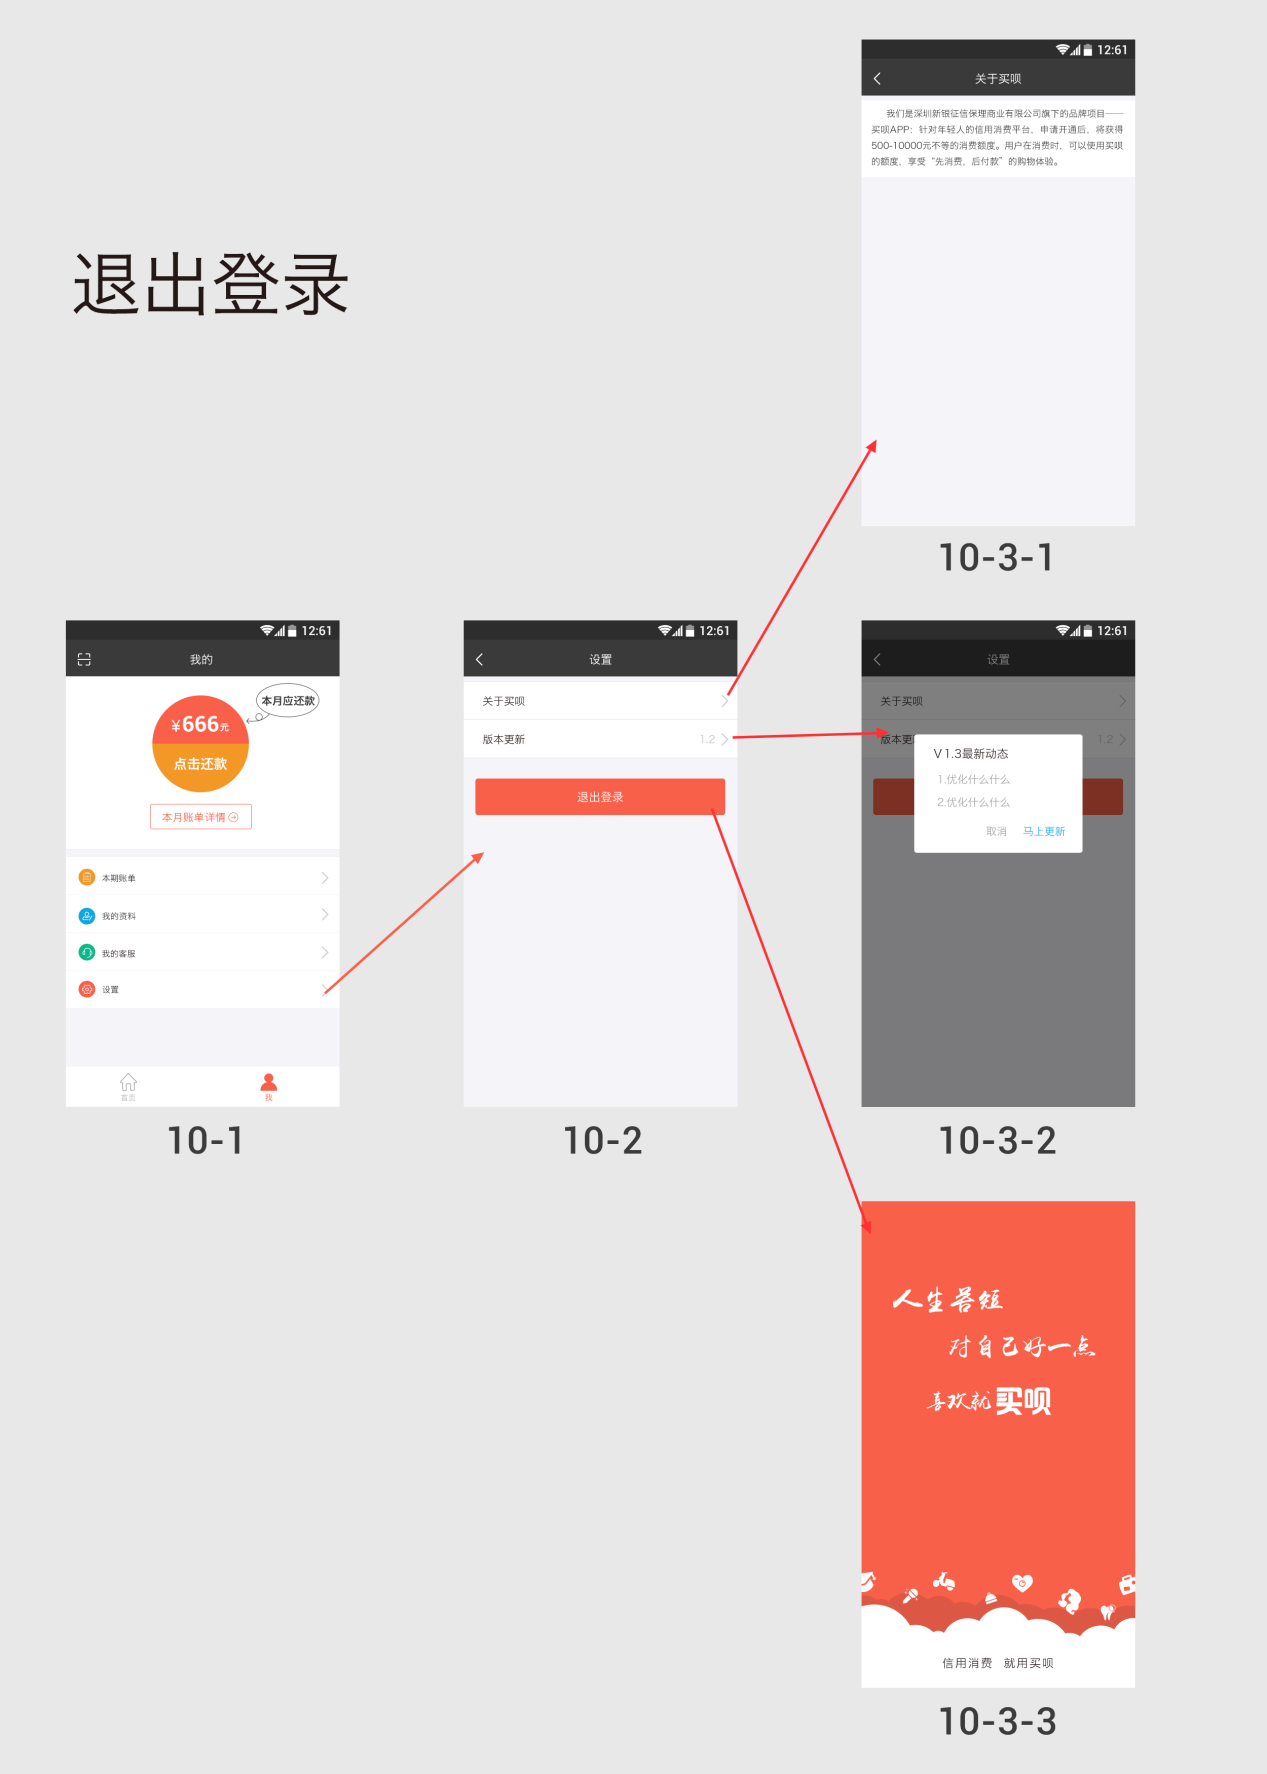 退出登录
12:61
关于买呗
我们是深圳新银征信保理商业有限公司旗下的品牌项目——
买呗APP：针对年轻人的信用消费平台，申请开通后，将获得
500-10000元不等的消费额度。用户在消费时，可以使用买呗
的额度，享受“先消费，后付款”的购物体验。
10-3-1
12:61
我的
本月应还款
¥666元
点击还款
本月账单详情
本期账单
我的资料
我的客服
设置
首页
我
10-1
12:61
设置
关于买呗
版本更新 1.2
退出登录
10-2
12:61
设置
关于买呗
版本更 1.2
V1.3最新动态
1.优化什么什么
2.优化什么什么
取消 马上更新
10-3-2
人生苦短
对自己好一点
喜欢就买呗
信用消费 就用买呗
10-3-3